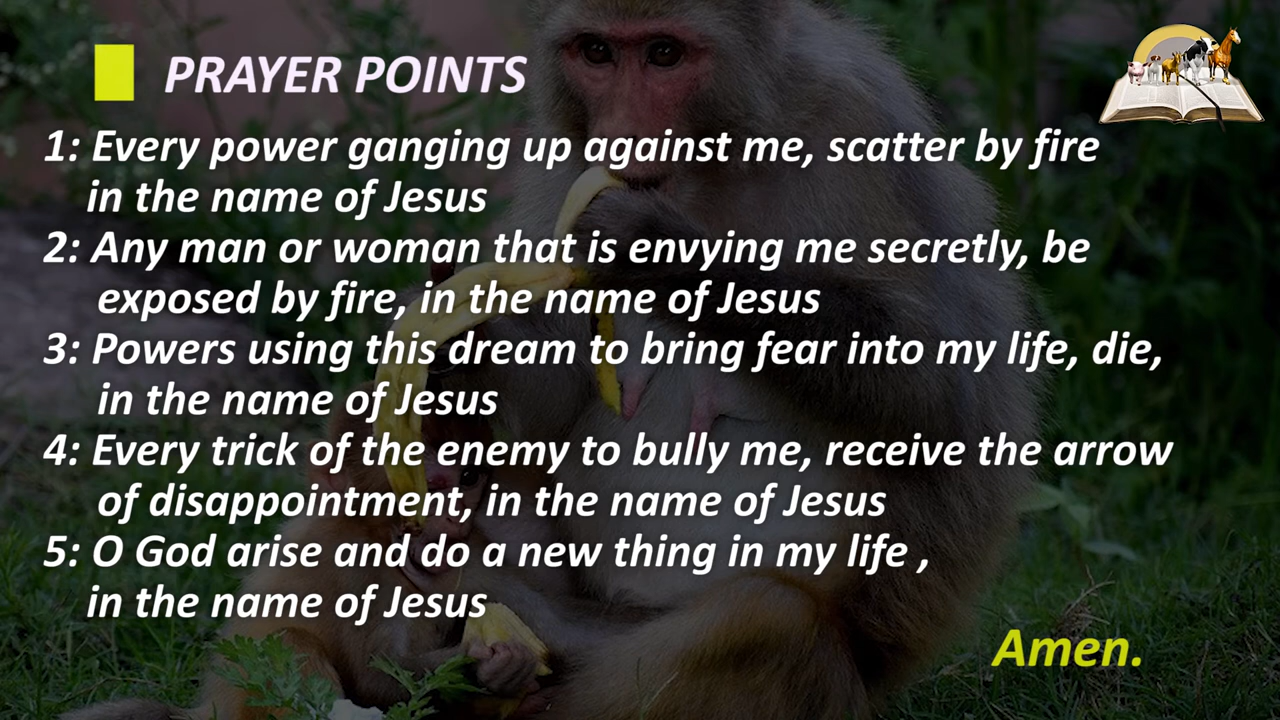 PRAYER POINTS
1: Every power ganging up against me, scatter by fire
in the name of Jesus
2: Any man or woman that is envying me secretly, be
exposed by fire, in the name of Jesus
3: Powers using this dream to bring fear into my life, die,
in the name of Jesus
4: Every trick of the enemy to bully me, receive the arrow
of disappointment, in the name of Jesus
5: O God arise and do a new thing in my life ,
in the name of Jesus
Amen.